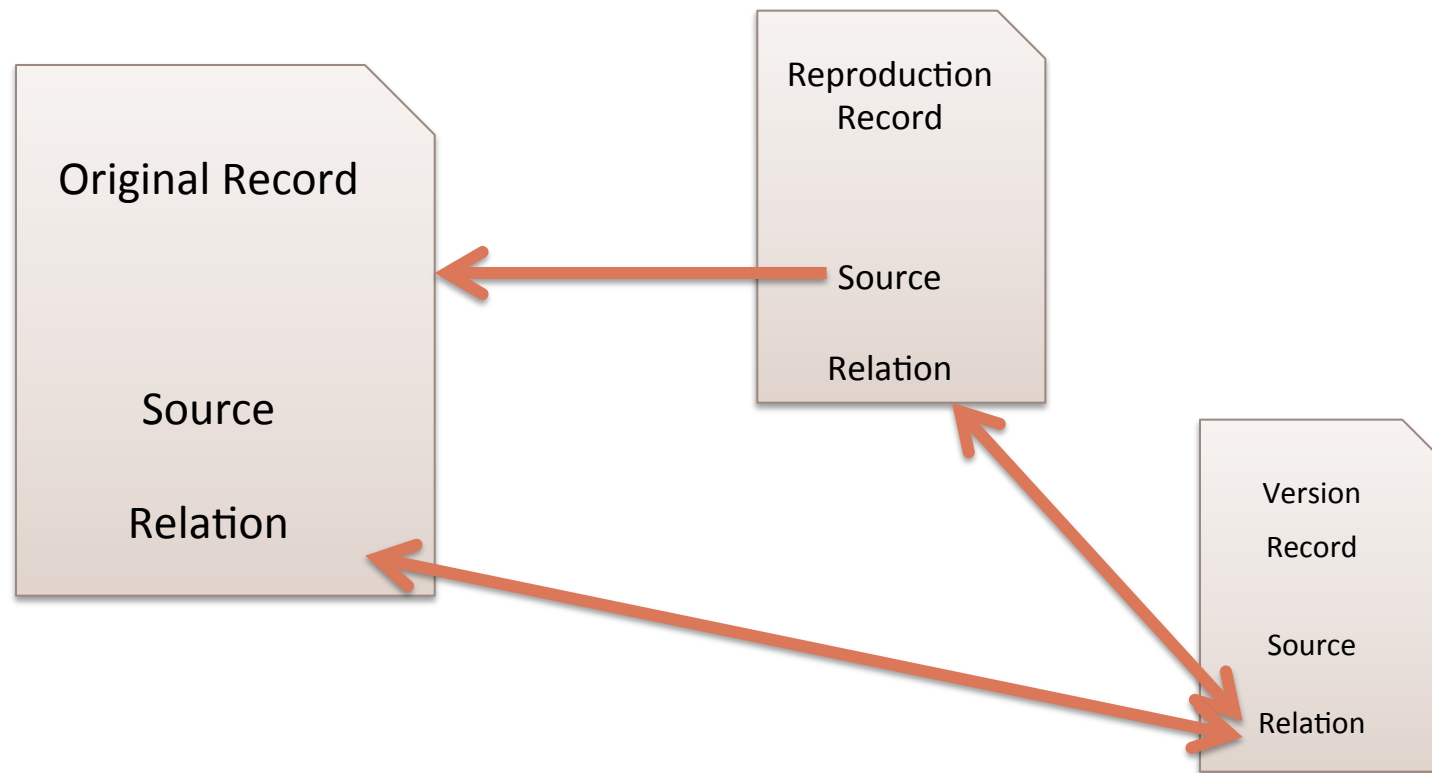 Original Record
Source
Relation
Reproduction
Record
Source
Relation
Version
Record
Source
Relation